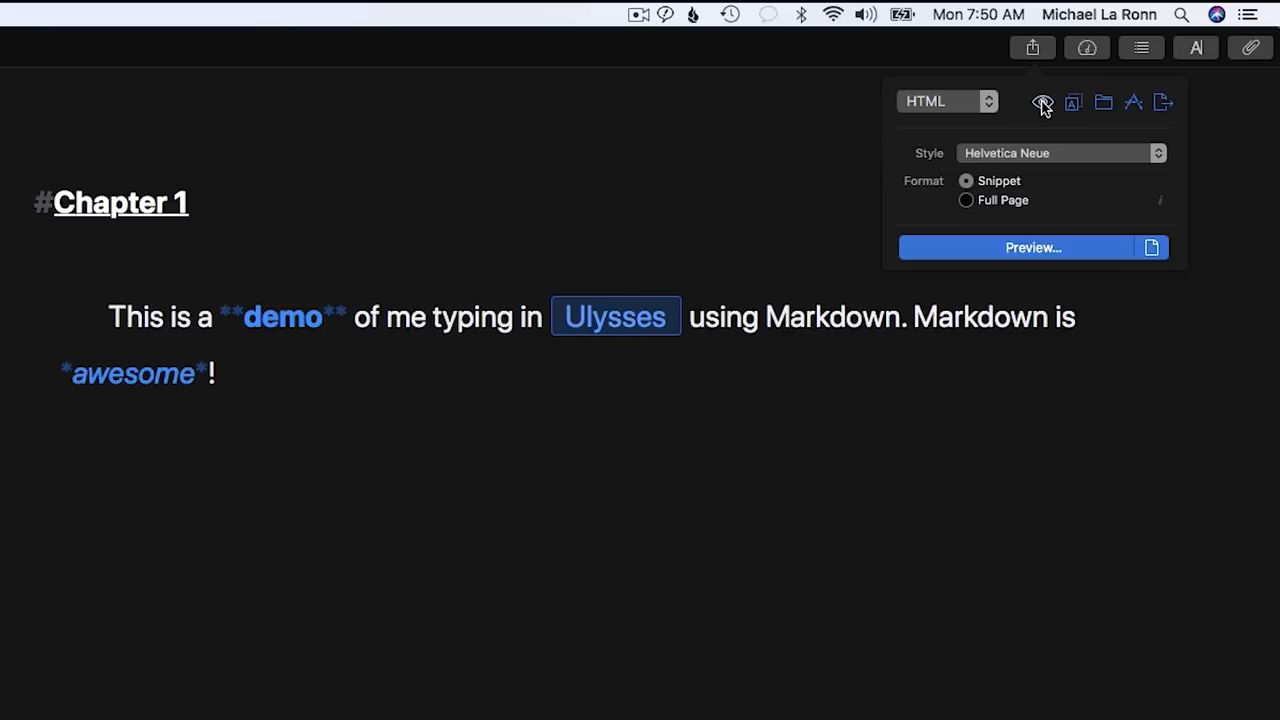 Mon 7:50 AM Michael La Ronn
HTML
Style Helvetica Neue
Format Snippet
Full Page
Preview...
#Chapter 1
This is a **demo** of me typing in Ulysses using Markdown. Markdown is
*awesome*!